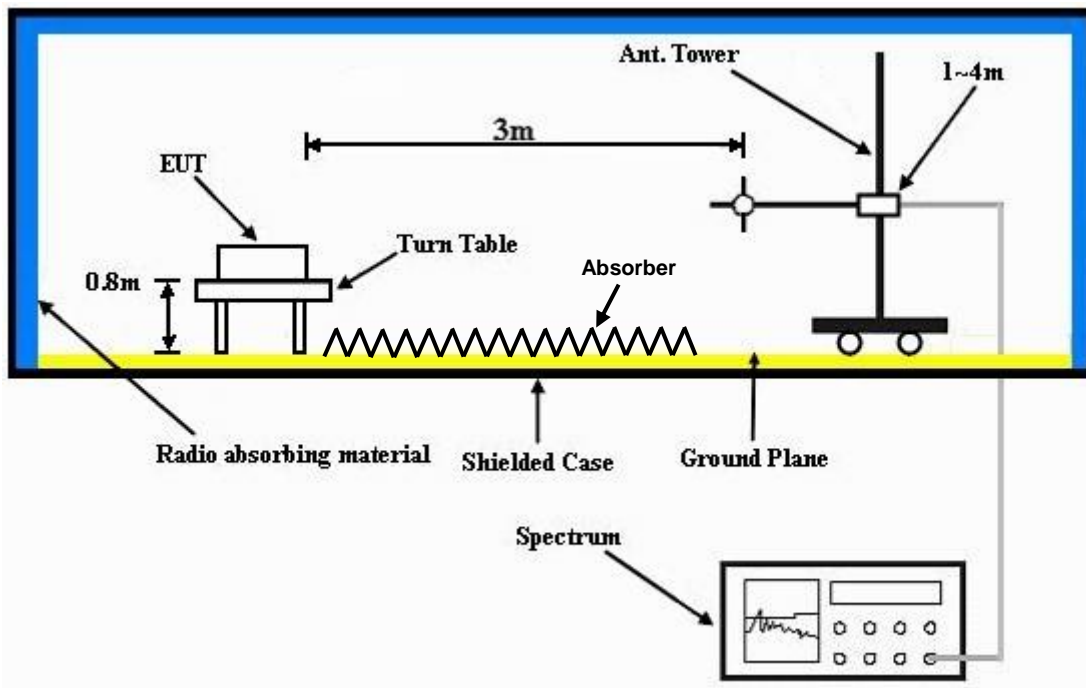 Ant. Tower
1~4m
3m
EUT
Turn Table
Absorber
0.8m
Radio absorbing material
Shielded Case
Ground Plane
Spectrum